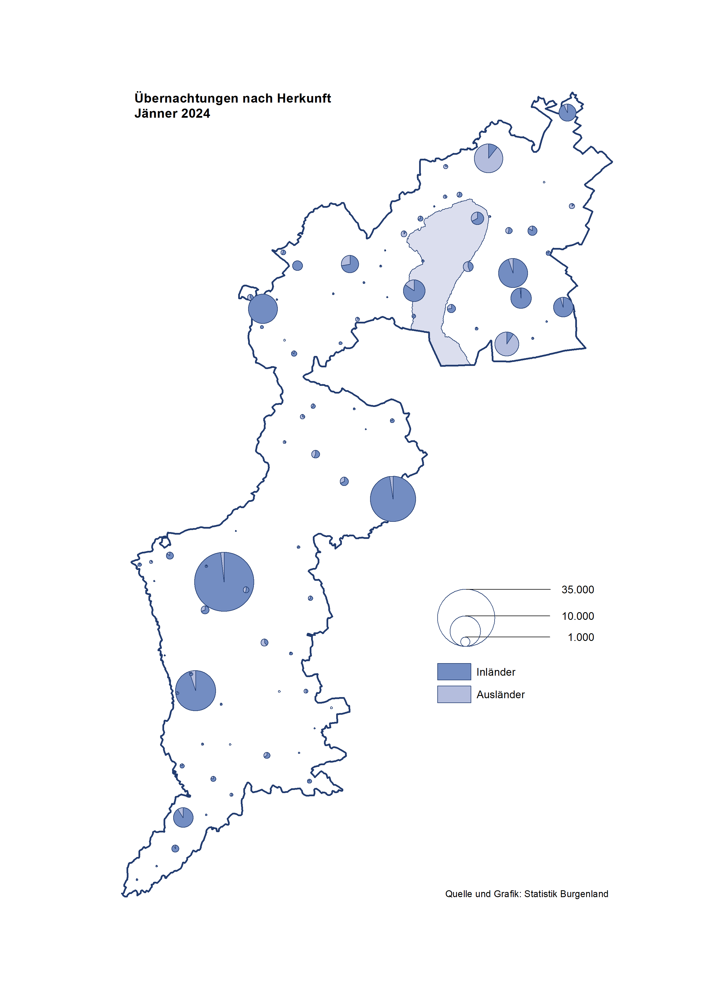 Übernachtungen nach Herkunft
Jänner 2024
35.000
10.000
1.000
Inländer
Ausländer
Quelle und Grafik: Statistik Burgenland